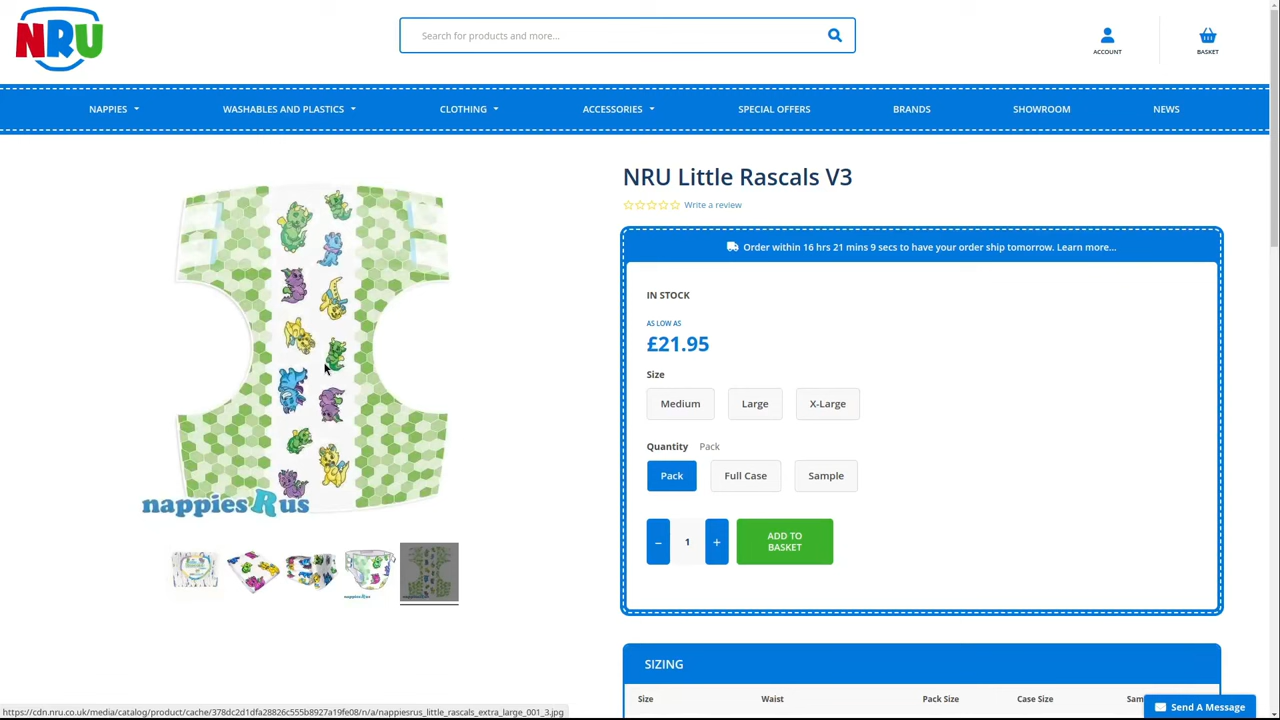 NRU
Search for products and more...
ACCOUNT
BASKET
NAPPIES
WASHABLES AND PLASTICS
CLOTHING
ACCESSORIES
SPECIAL OFFERS
BRANDS
SHOWROOM
NEWS
NRU Little Rascals V3
Write a review
Order within 16 hrs 21 mins 9 secs to have your order ship tomorrow. Learn more...
IN STOCK
AS LOW AS
£21.95
Size
Medium Large X-Large
Quantity Pack
Pack Full Case Sample
- 1 +
ADD TO
BASKET
nappiesRus
SIZING
Size Waist Pack Size Case Size Sam
Send A Message
https://cdn.nru.co.uk/media/catalog/product/cache/378dc2d1dfa28826c555b8927a19fe08/n/a/nappiesrus_little_rascals_extra_large_001_3.jpg